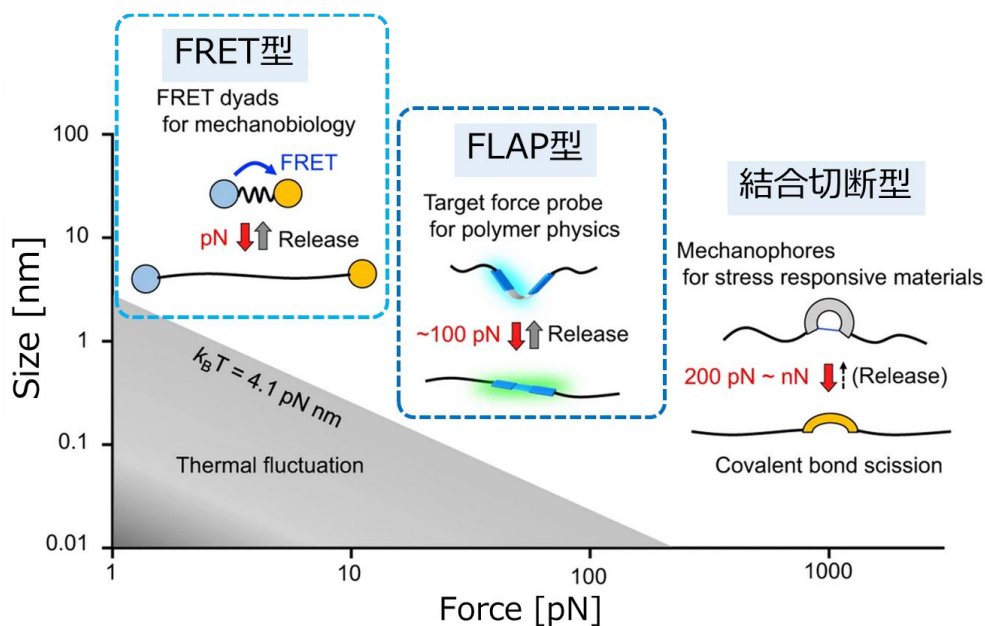 FRET型
FRET dyads
for mechanobiology
FRET
pN
Release
FLAP型
Target force probe
for polymer physics
~100 pN
Release
結合切断型
Mechanophores
for stress responsive materials
200 pN ~ nN
(Release)
Covalent bond scission
kBT = 4.1 pN nm
Thermal fluctuation
Size [nm]
100
10
1
0.1
0.01
1
10
100
1000
Force [pN]